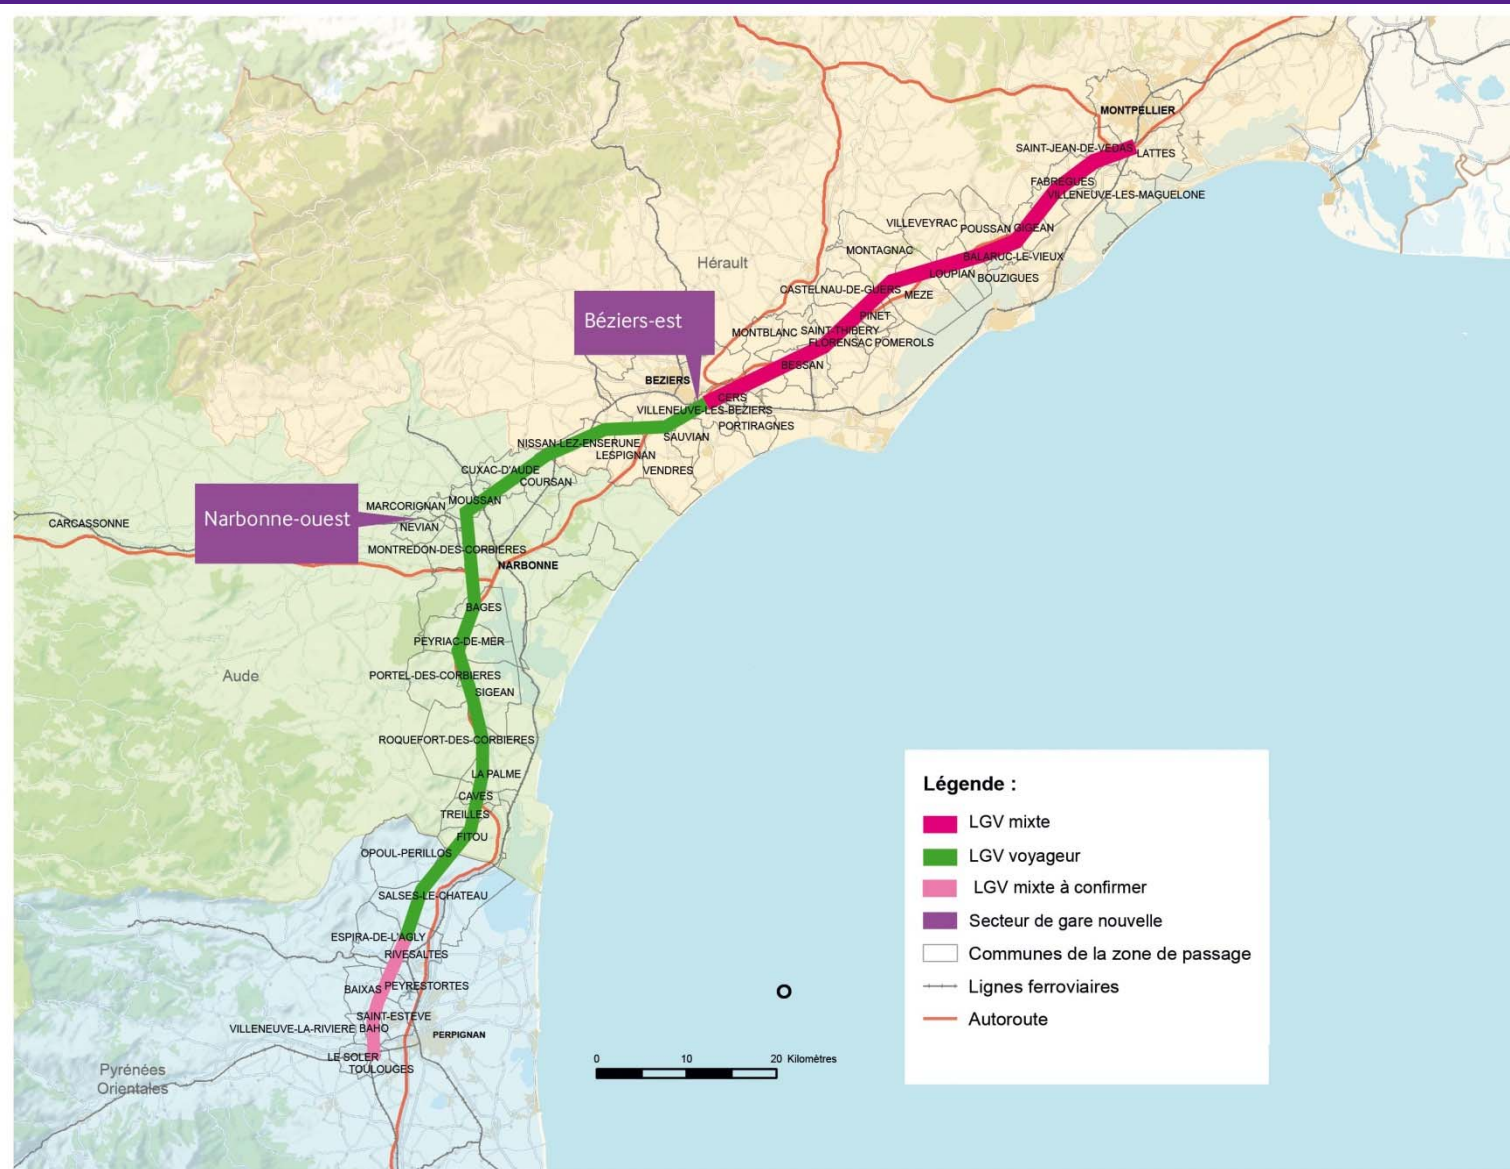 MONTPELLIER
SAINT-JEAN-DE-VEDAS
LATTES
FABREGUES
VILLENEUVE-LES-MAGUELONE
VILLEVEYRAC
POUSSAN
GIGEAN
MONTAGNAC
BALARUC-LE-VIEUX
Hérault
LOUPIAN
BOUZIGUES
CASTELNAU-DE-GUERS
MEZE
PINET
Béziers-est
MONTBLANC
SAINT THIBERY
FLORENSAC
POMEROLS
BESSAN
BEZIERS
CERS
VILLENEUVE-LES-BEZIERS
PORTIRAGNES
SAUVIAN
NISSAN-LEZ-ENSERUNE
LESPIGNAN
VENDRES
CUXAC-D'AUDE
COURSAN
MOUSSAN
MARCORIGNAN
Narbonne-ouest
CARCASSONNE
NEVIAN
MONTREDON-DES-CORBIERES
NARBONNE
BAGES
PEYRIAC-DE-MER
Aude
PORTEL-DES-CORBIERES
SIGEAN
ROQUEFORT-DES-CORBIERES
LA PALME
CAVES
TREILLES
FITOU
OPOUL-PERILLOS
SALSES-LE-CHATEAU
ESPIRA-DE-L'AGLY
RIVESALTES
BAIXAS
PEYRESTORTES
SAINT-ESTEVE
VILLENEUVE-LA-RIVIERE
BAHO
PERPIGNAN
LE SOLER
TOULOUGES
Pyrénées
Orientales
0 10 20 Kilomètres
Légende :
LGV mixte
LGV voyageur
LGV mixte à confirmer
Secteur de gare nouvelle
Communes de la zone de passage
Lignes ferroviaires
Autoroute